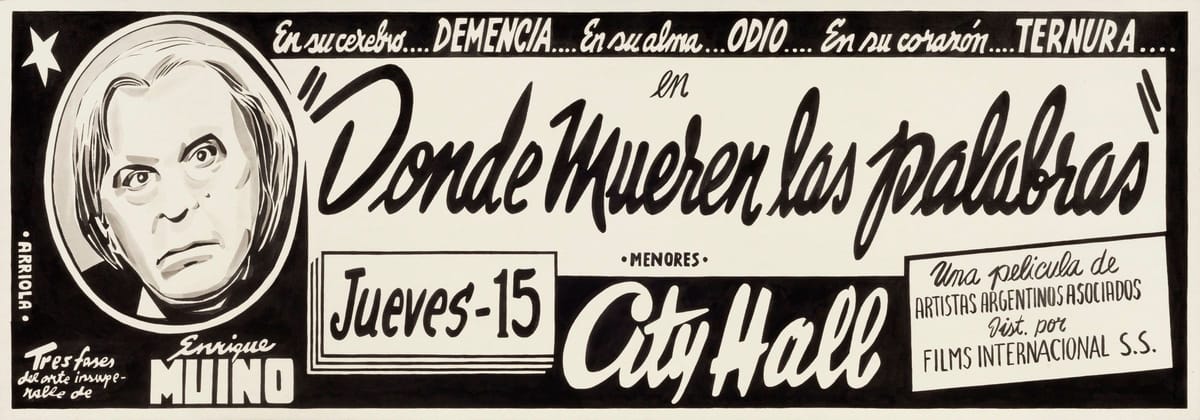 En su cerebro.... DEMENCIA.... En su alma... ODIO.... En su corazón.... TERNURA....
en
"Donde Mueren las palabras"
•MENORES•
Jueves-15
City Hall
Una pelicula de
ARTISTAS ARGENTINOS ASOCIADOS
Dist. por
FILMS INTERNACIONAL S.S.
•ARRIOLA•
Tres fases
del arte insupe-
rable de
Enrique
MUINO